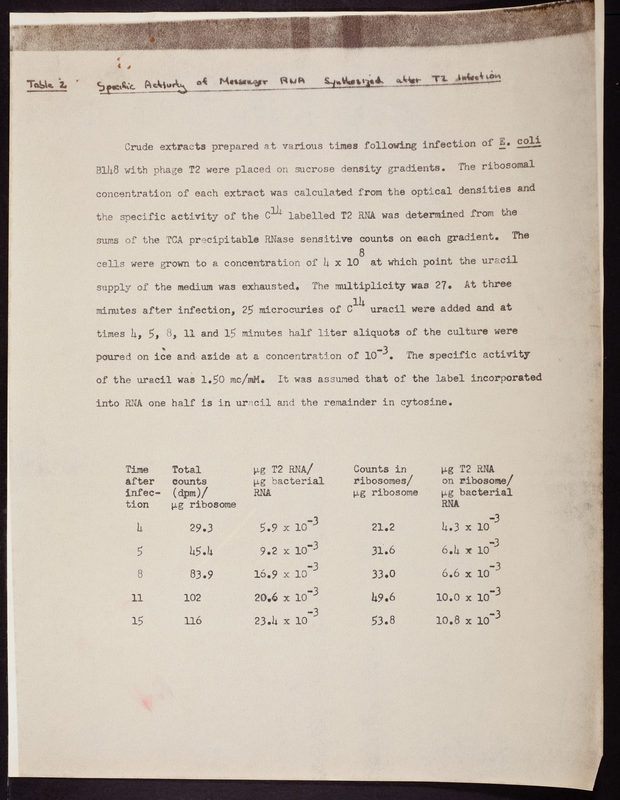 Table 2 Specific Activity of Messenger RNA Synthesized after T2 infection
Crude extracts prepared at various times following infection of E. coli
B148 with phage T2 were placed on sucrose density gradients. The ribosomal
concentration of each extract was calculated from the optical densities and
the specific activity of the C14 labelled T2 RNA was determined from the
sums of the TCA precipitable RNase sensitive counts on each gradient. The
cells were grown to a concentration of 4 x 10^8 at which point the uracil
supply of the medium was exhausted. The multiplicity was 27. At three
minutes after infection, 25 microcuries of C^14 uracil were added and at
times 4, 5, 8, 11 and 15 minutes half liter aliquots of the culture were
poured on ice and azide at a concentration of 10^-3. The specific activity
of the uracil was 1.50 mc/mM. It was assumed that of the label incorporated
into RNA one half is in uracil and the remainder in cytosine.
Time Total µg T2 RNA/ Counts in µg T2 RNA
after counts µg bacterial ribosomes/ on ribosome/
infec- (dpm)/ RNA µg ribosome µg bacterial
tion µg ribosome RNA
4 29.3 5.9 x 10^-3 21.2 4.3 x 10^-3
5 45.4 9.2 x 10^-3 31.6 6.4 x 10^-3
8 83.9 16.9 x 10^-3 33.0 6.6 x 10^-3
11 102 20.6 x 10^-3 49.6 10.0 x 10^-3
15 116 23.4 x 10^-3 53.8 10.8 x 10^-3